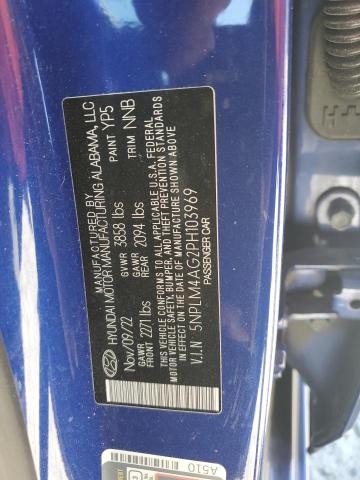 MANUFACTURED BY
HYUNDAI MOTOR MANUFACTURING ALABAMA, LLC
Nov/09/22 GVWR 3858 lbs PAINT YP5
GAWR FRONT 2271 lbs GAWR REAR 2094 lbs TRIM NNB
THIS VEHICLE CONFORMS TO ALL APPLICABLE U.S.A. FEDERAL
MOTOR VEHICLE SAFETY, BUMPER, AND THEFT PREVENTION STANDARDS
IN EFFECT ON THE DATE OF MANUFACTURE SHOWN ABOVE
V.I.N 5NPLM4AG2PH103969
PASSENGER CAR
A510